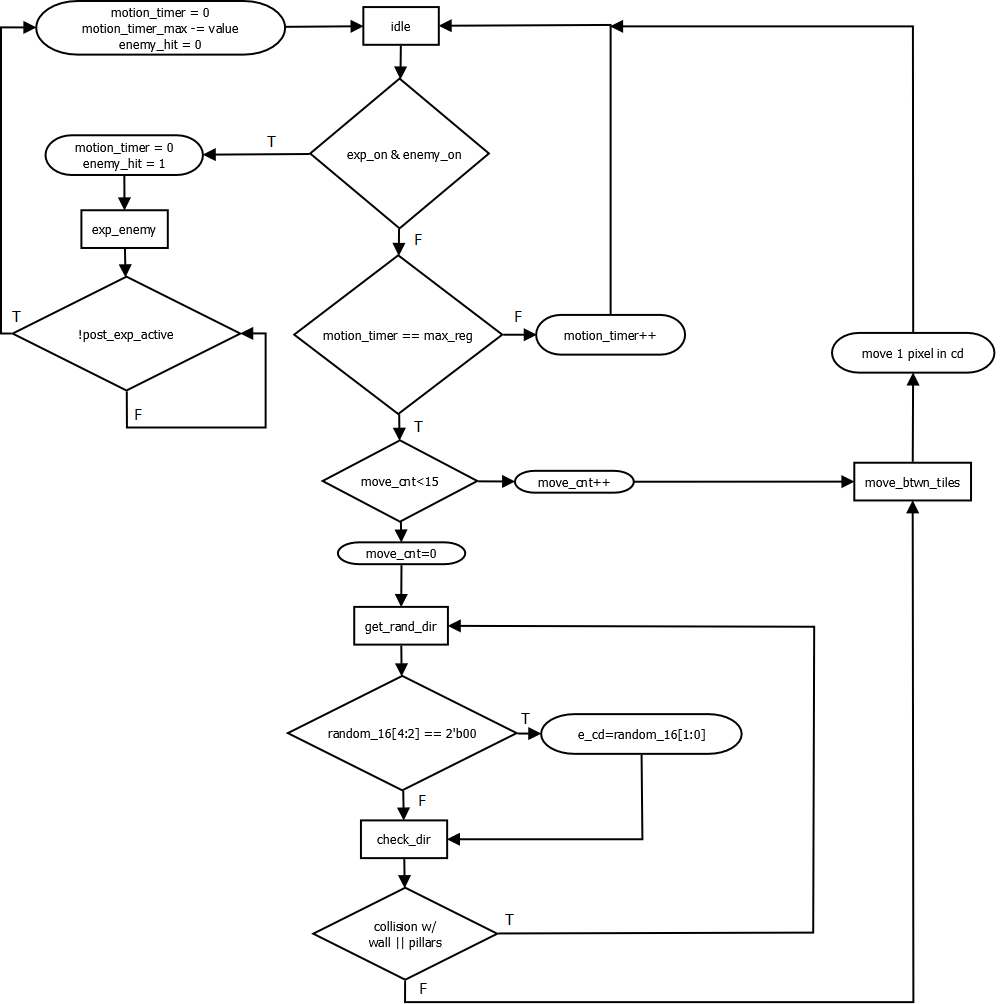 motion_timer = 0
motion_timer_max -= value
enemy_hit = 0
idle
exp_on & enemy_on
T
motion_timer = 0
enemy_hit = 1
exp_enemy
F
T
!post_exp_active
F
motion_timer == max_reg
F
motion_timer++
move 1 pixel in cd
T
move_cnt<15
move_cnt++
move_btwn_tiles
move_cnt=0
get_rand_dir
random_16[4:2] == 2'b00
T
e_cd=random_16[1:0]
F
check_dir
collision w/
wall || pillars
T
F